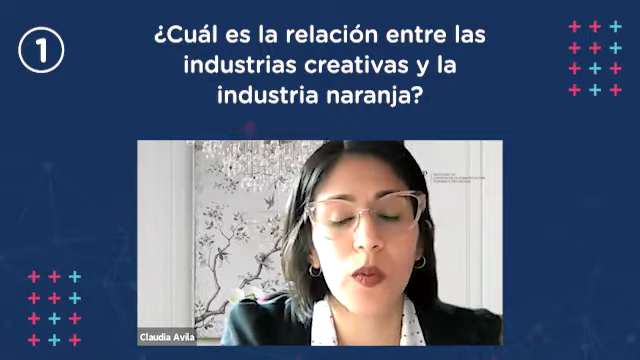 1
¿Cuál es la relación entre las
industrias creativas y la
industria naranja?
Claudia Avila